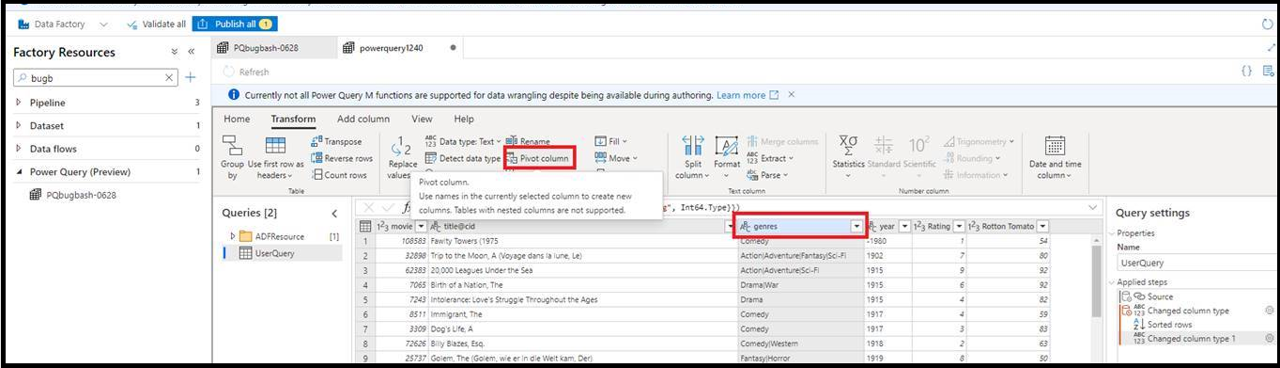 Data Factory Validate all Publish all 1
Factory Resources
PQbugbash-0628 powerquery1240
bugb
Refresh
Currently not all Power Query M functions are supported for data wrangling despite being available during authoring. Learn more
Pipeline 3
Dataset 1
Data flows 0
Power Query (Preview) 1
PQbugbash-0628
Home Transform Add column View Help
Group by
Use first row as headers
Transpose
Reverse rows
Count rows
Table
Replace values
Data type: Text
Detect data type
Rename
Pivot column
Fill
Move
Split column
Format
Merge columns
Extract
Parse
Text column
Statistics
Standard
Scientific
Trigonometry
Rounding
Information
Number column
Date and time column
Pivot column.
Use names in the currently selected column to create new
columns. Tables with nested columns are not supported.
", Int64.Type}})
Queries [2]
ADFResource [1]
UserQuery
movie title@cid genres year Rating Rotton Tomato
1 108583 Fawlty Towers (1975 Comedy -1980 1 54
2 32898 Trip to the Moon, A (Voyage dans la lune, Le) Action|Adventure|Fantasy|Sci-Fi 1902 7 80
3 62383 20,000 Leagues Under the Sea Action|Adventure|Sci-Fi 1915 9 92
4 7065 Birth of a Nation, The Drama|War 1915 6 92
5 7243 Intolerance: Love's Struggle Throughout the Ages Drama 1915 4 82
6 8511 Immigrant, The Comedy 1917 4 59
7 3309 Dog's Life, A Comedy 1917 3 83
8 72626 Billy Blazes, Esq. Comedy|Western 1918 2 63
9 25737 Golem, The (Golem, wie er in die Welt kam, Der) Fantasy|Horror 1919 8 50
Query settings
Properties
Name
UserQuery
Applied steps
Source
Changed column type
Sorted rows
Changed column type 1